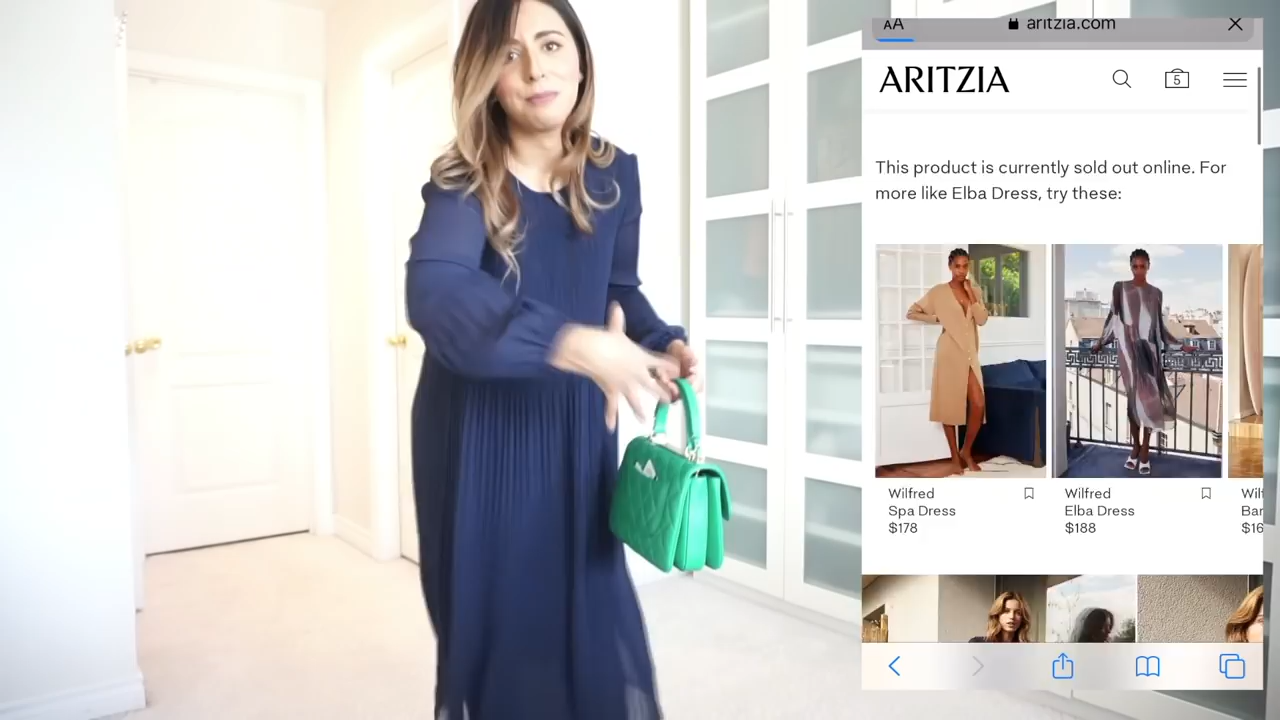 AA
aritzia.com
ARITZIA
5
This product is currently sold out online. For
more like Elba Dress, try these:
Wilfred
Spa Dress
$178
Wilfred
Elba Dress
$188